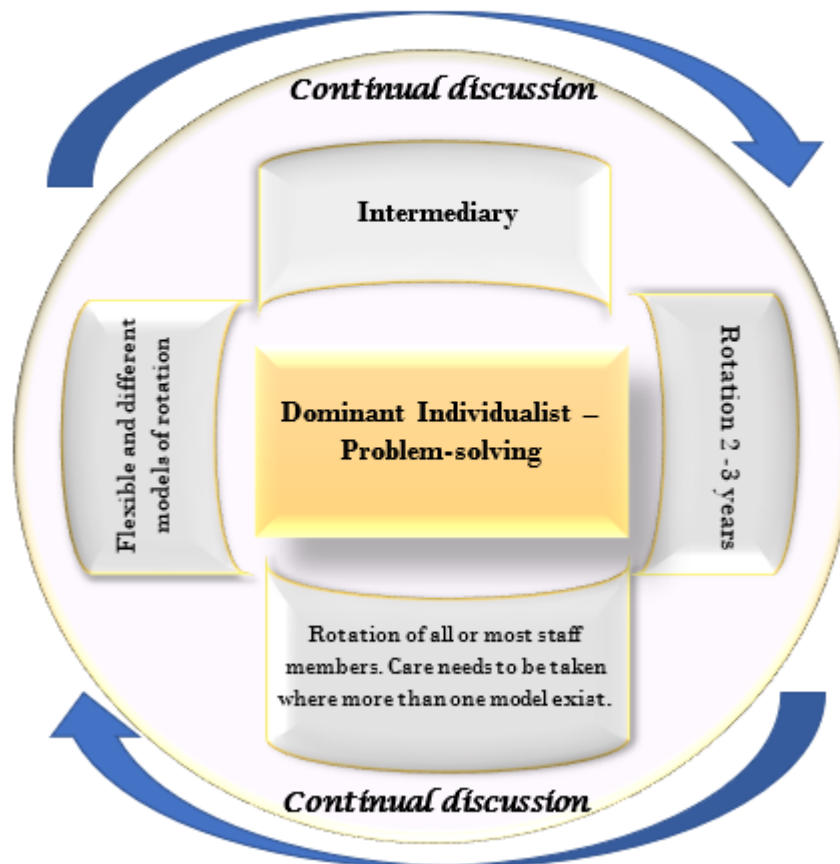 Continual discussion
Intermediary
Flexible and different
models of rotation
Dominant Individualist –
Problem-solving
Rotation 2 -3 years
Rotation of all or most staff
members. Care needs to be taken
where more than one model exist.
Continual discussion